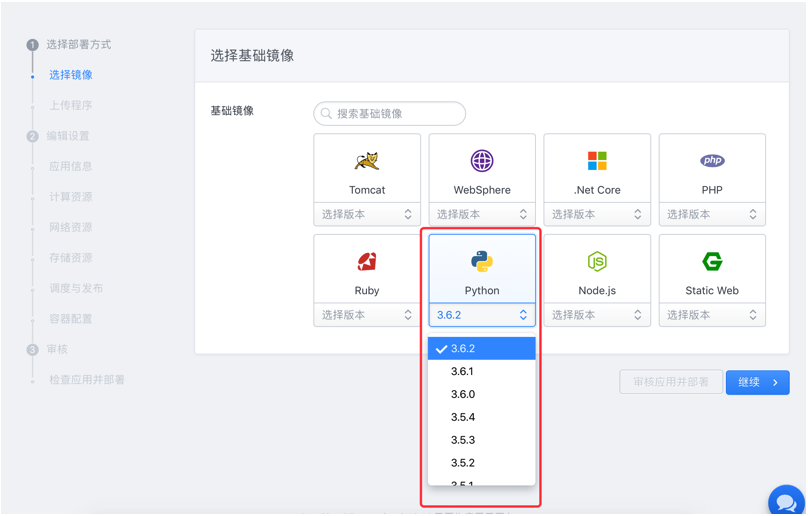 1 选择部署方式
选择镜像
上传程序
2 编辑设置
应用信息
计算资源
网络资源
存储资源
调度与发布
容器配置
3 审核
检查应用并部署
选择基础镜像
基础镜像
搜索基础镜像
Tomcat
选择版本
WebSphere
选择版本
.Net Core
选择版本
php
PHP
选择版本
Ruby
选择版本
Python
3.6.2
JS
Node.js
选择版本
Static Web
选择版本
3.6.2
3.6.1
3.6.0
3.5.4
3.5.3
3.5.2
3.5.1
审核应用并部署
继续